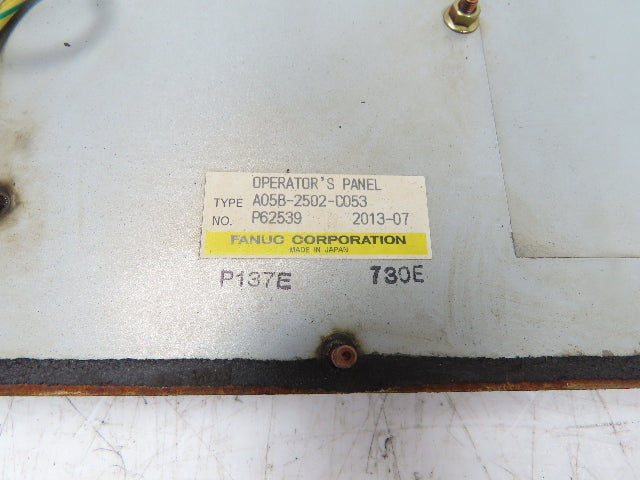 OPERATOR'S PANEL
TYPE A05B-2502-C053
NO. P62539 2013-07
FANUC CORPORATION
MADE IN JAPAN
P137E 730E